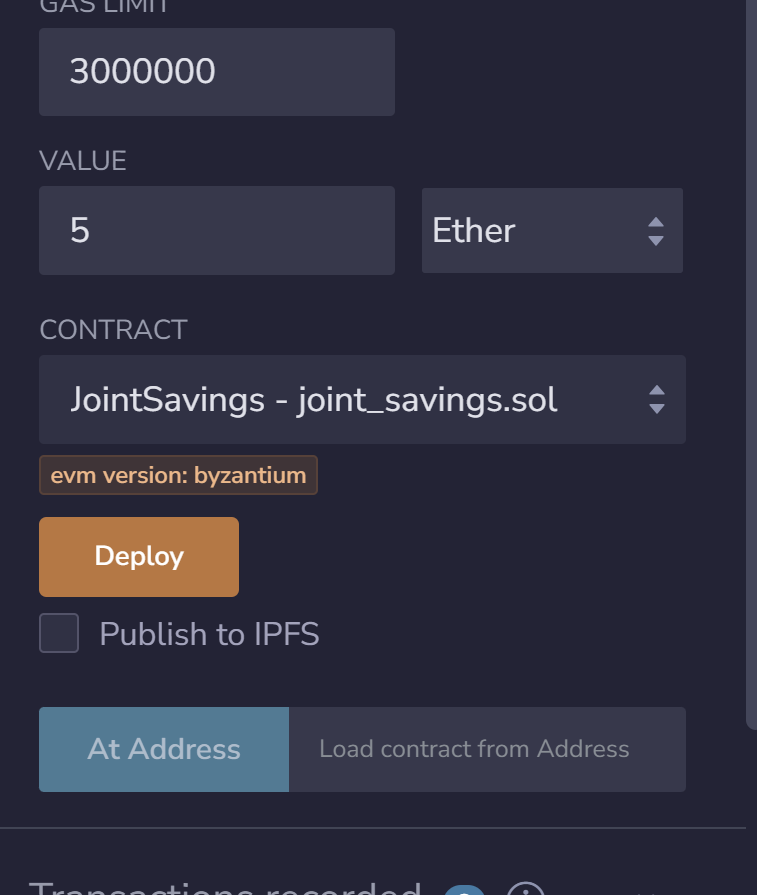 GAS LIMIT
3000000
VALUE
5
Ether
CONTRACT
JointSavings - joint_savings.sol
evm version: byzantium
Deploy
Publish to IPFS
At Address
Load contract from Address
Transactions recorded